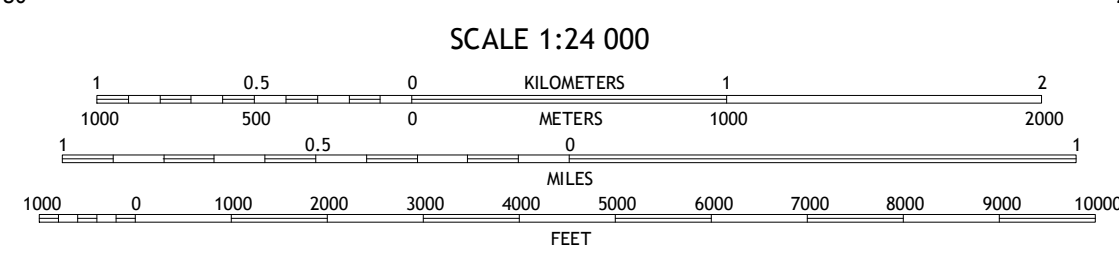 SCALE 1:24 000
1 0.5 0 KILOMETERS 1 2
1000 500 0 METERS 1000 2000
1 0.5 0 1
MILES
1000 0 1000 2000 3000 4000 5000 6000 7000 8000 9000 10000
FEET